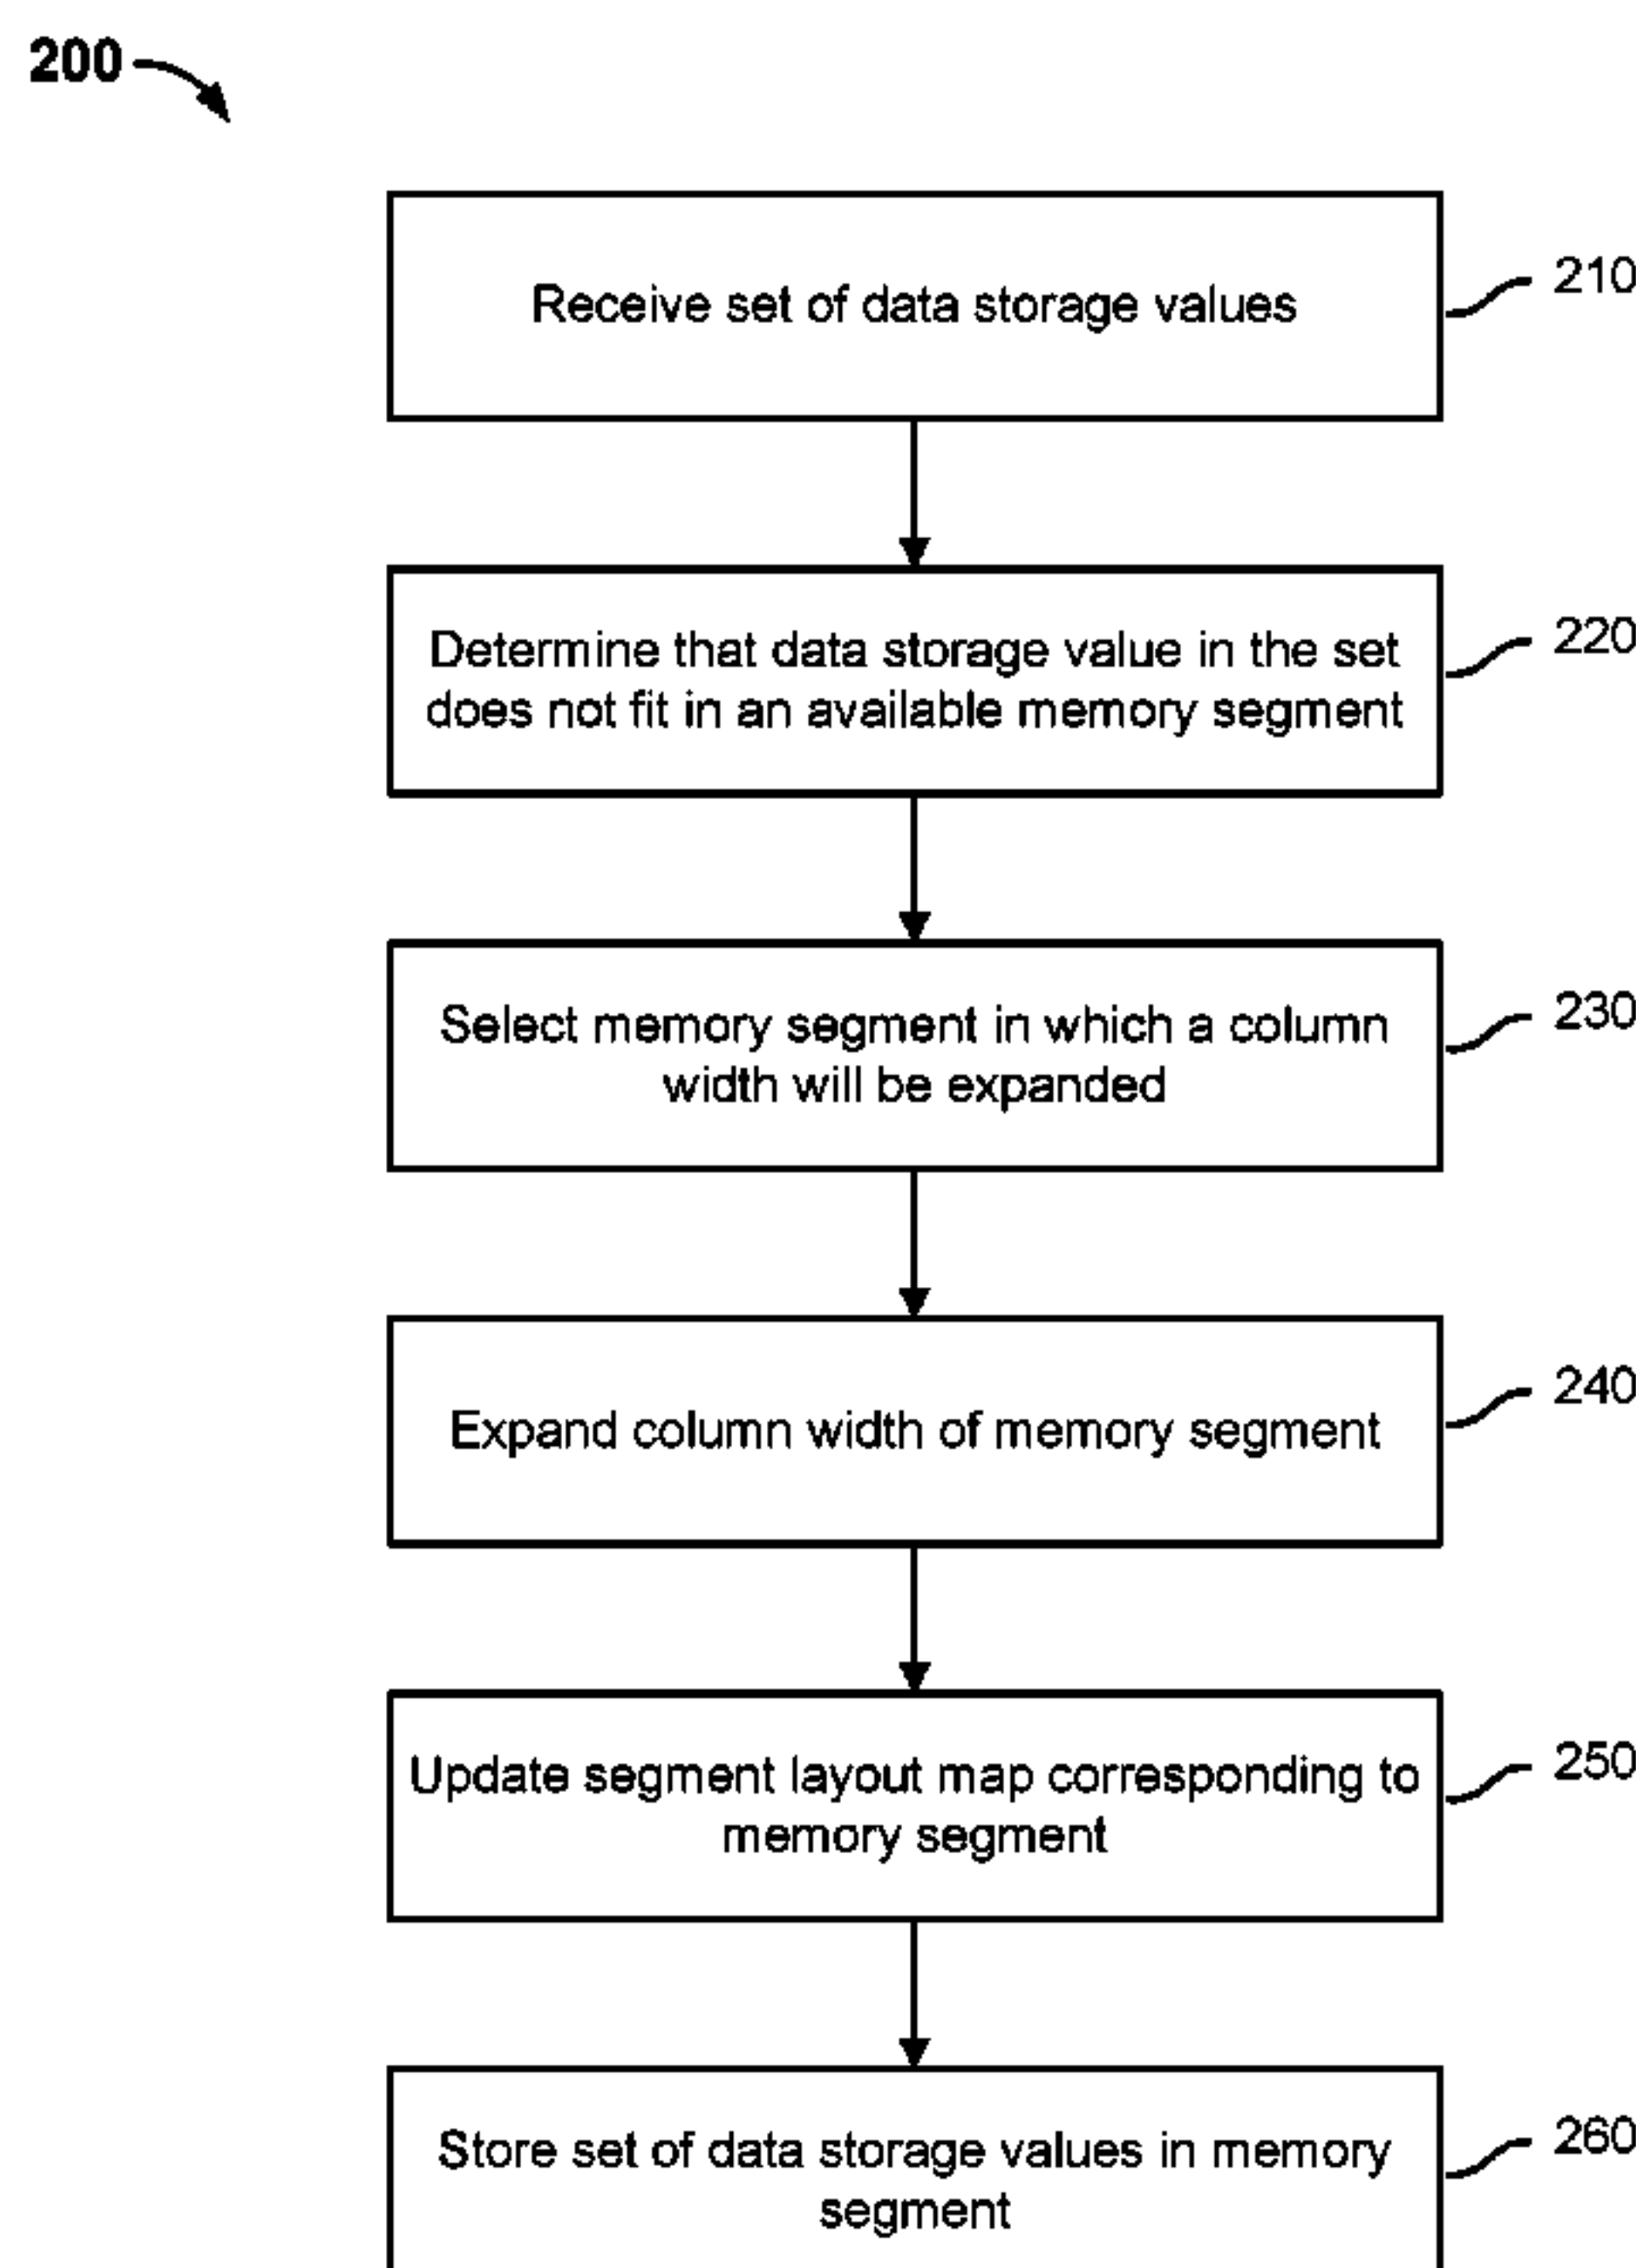 200
Receive set of data storage values
210
Determine that data storage value in the set
does not fit in an available memory segment
220
Select memory segment in which a column
width will be expanded
230
Expand column width of memory segment
240
Update segment layout map corresponding to
memory segment
250
Store set of data storage values in memory
segment
260